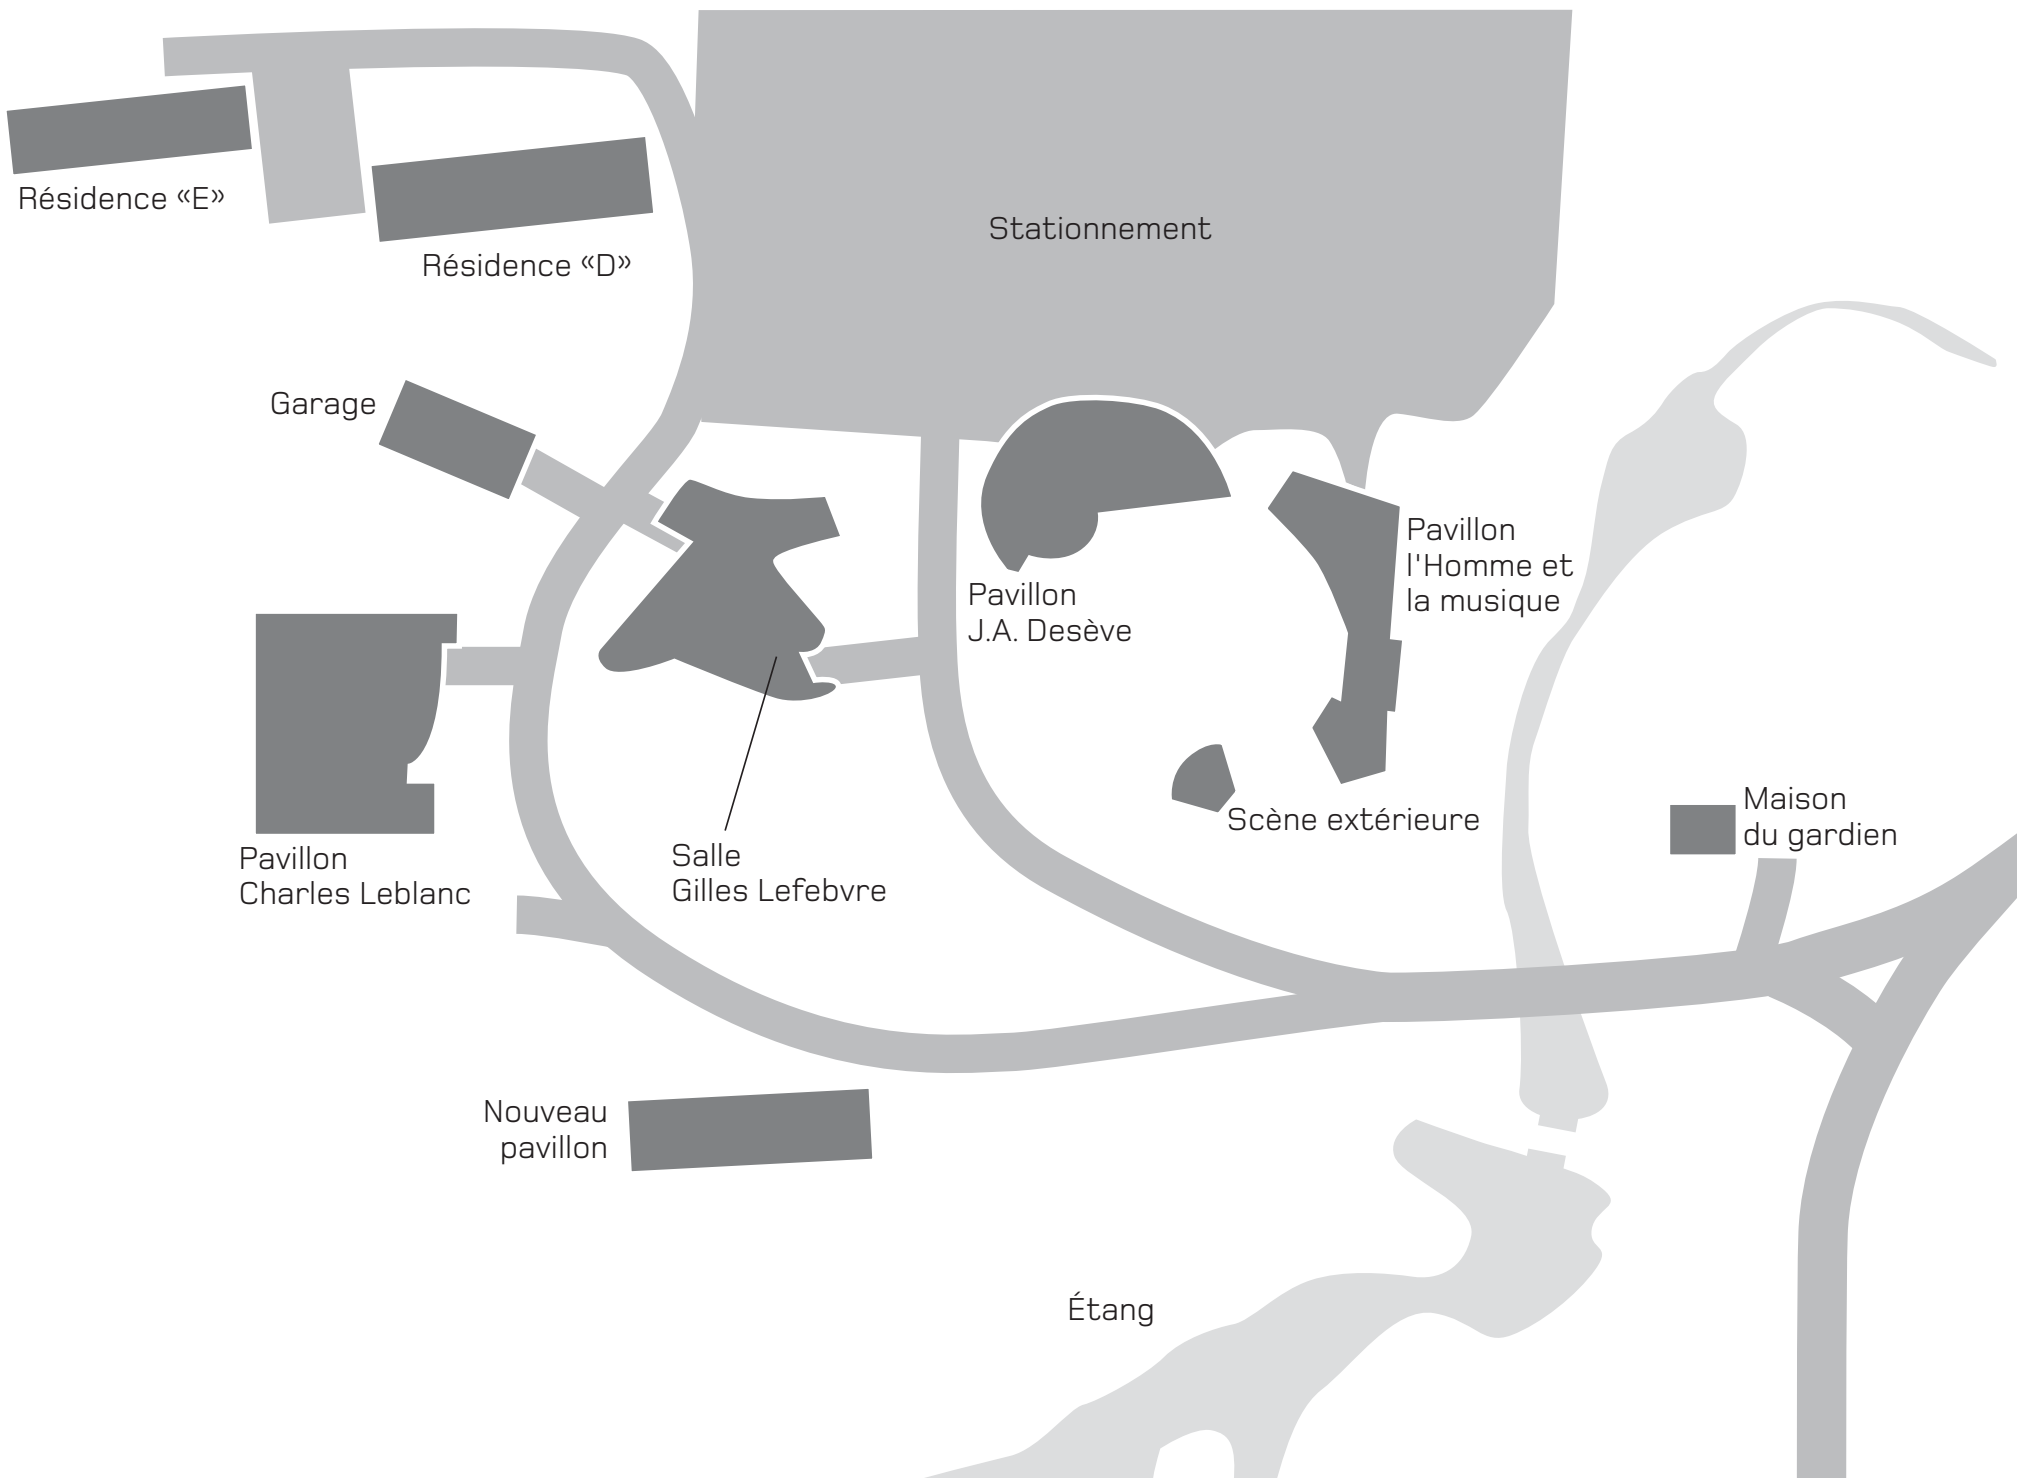 Résidence «E»
Stationnement
Résidence «D»
Garage
Pavillon
l'Homme et
la musique
Pavillon
J.A. Desève
Maison
du gardien
Scène extérieure
Pavillon
Charles Leblanc
Salle
Gilles Lefebvre
Nouveau
pavillon
Étang